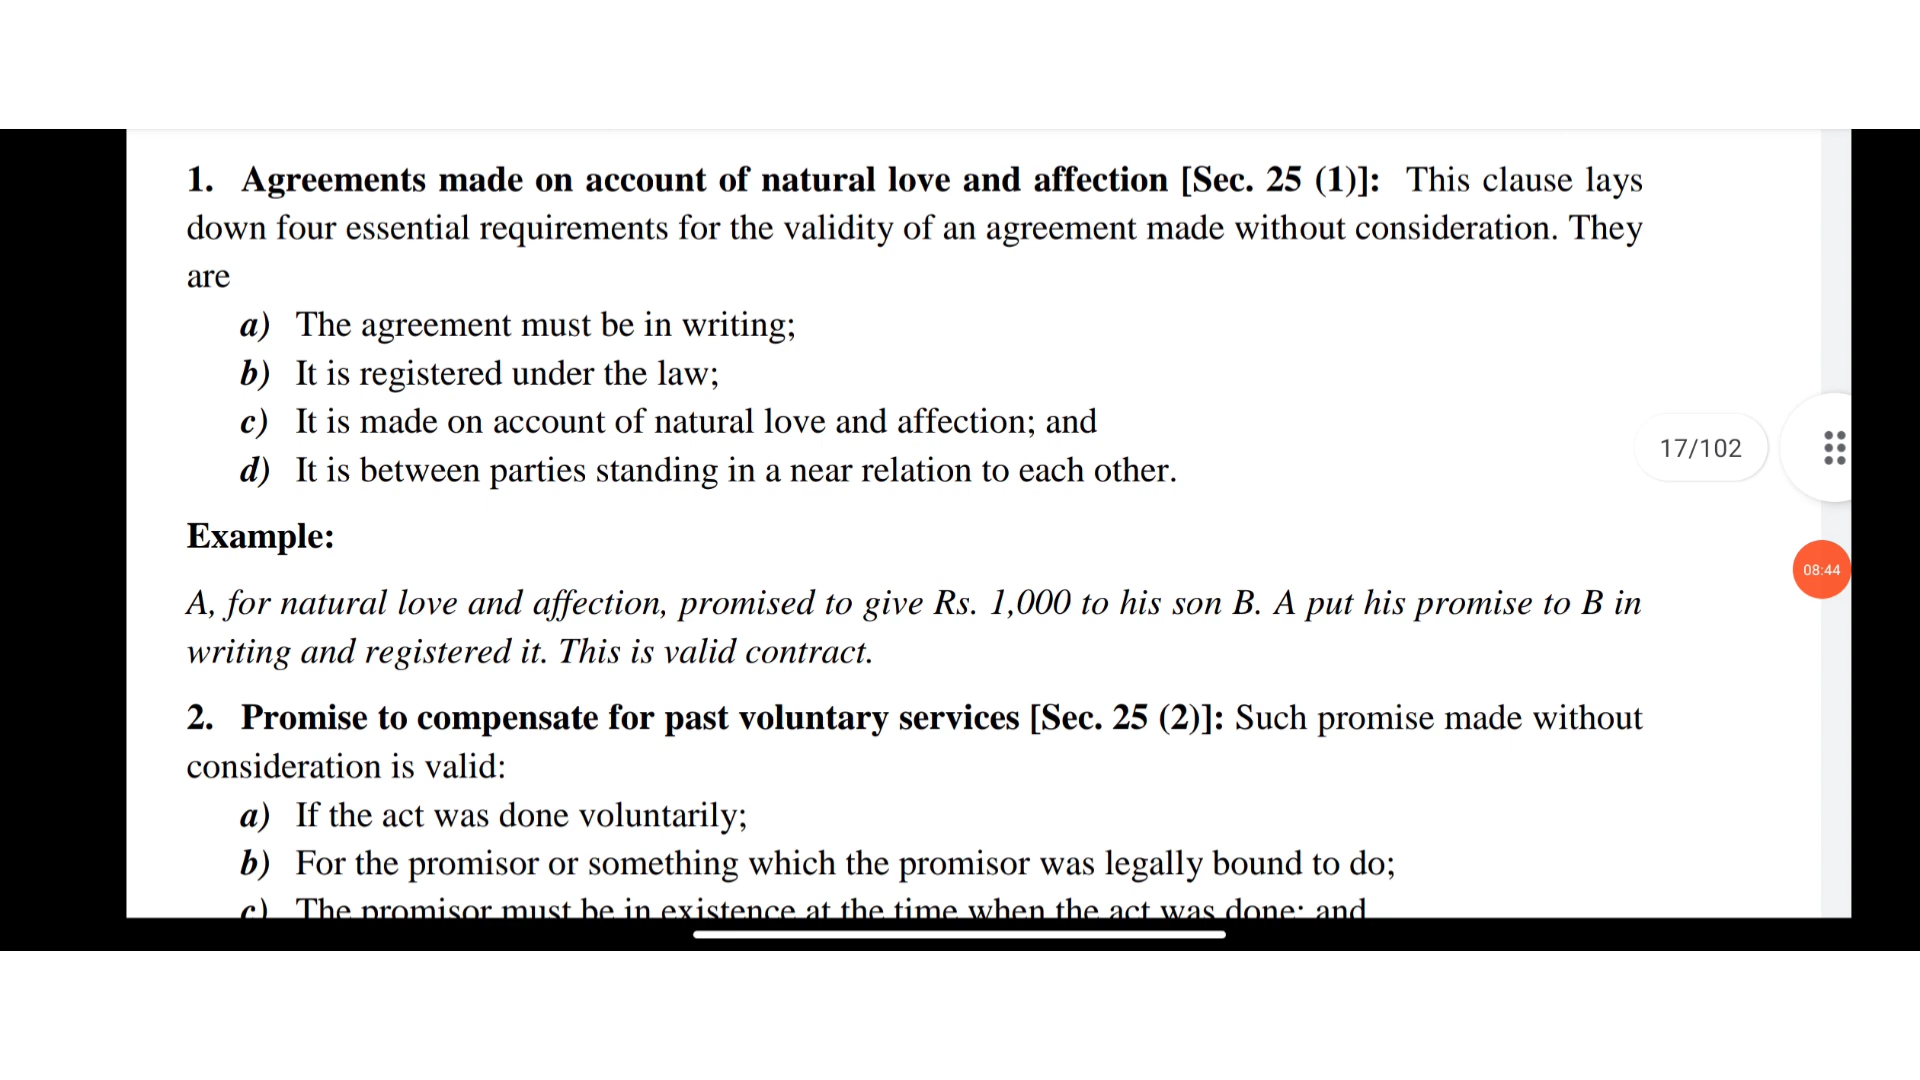 1. Agreements made on account of natural love and affection [Sec. 25 (1)]: This clause lays
down four essential requirements for the validity of an agreement made without consideration. They
are
a) The agreement must be in writing;
b) It is registered under the law;
c) It is made on account of natural love and affection; and
17/102
d) It is between parties standing in a near relation to each other.
Example:
08:44
A, for natural love and affection, promised to give Rs. 1,000 to his son B. A put his promise to B in
writing and registered it. This is valid contract.
2. Promise to compensate for past voluntary services [Sec. 25 (2)]: Such promise made without
consideration is valid:
a) If the act was done voluntarily;
b) For the promisor or something which the promisor was legally bound to do;
c) The promisor must be in existence at the time when the act was done; and